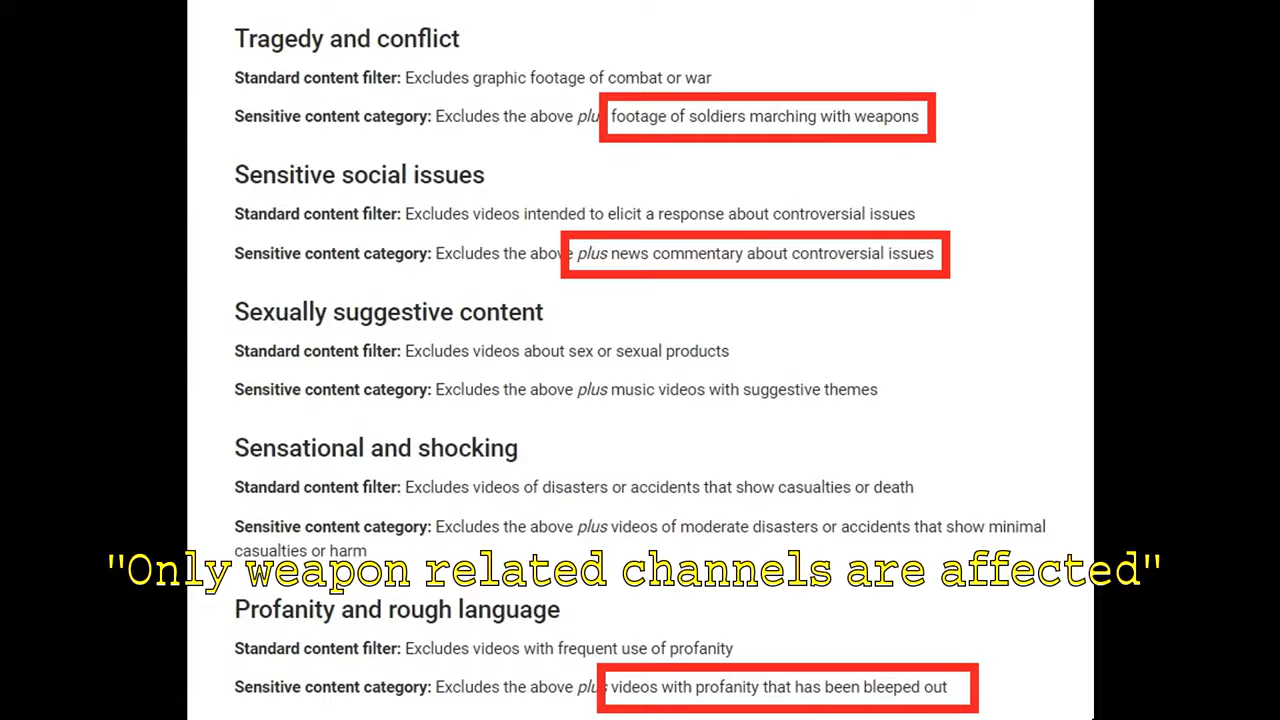 Tragedy and conflict
Standard content filter: Excludes graphic footage of combat or war
Sensitive content category: Excludes the above plus footage of soldiers marching with weapons
Sensitive social issues
Standard content filter: Excludes videos intended to elicit a response about controversial issues
Sensitive content category: Excludes the above plus news commentary about controversial issues
Sexually suggestive content
Standard content filter: Excludes videos about sex or sexual products
Sensitive content category: Excludes the above plus music videos with suggestive themes
Sensational and shocking
Standard content filter: Excludes videos of disasters or accidents that show casualties or death
Sensitive content category: Excludes the above plus videos of moderate disasters or accidents that show minimal
casualties or harm
"Only weapon related channels are affected"
Profanity and rough language
Standard content filter: Excludes videos with frequent use of profanity
Sensitive content category: Excludes the above plus videos with profanity that has been bleeped out